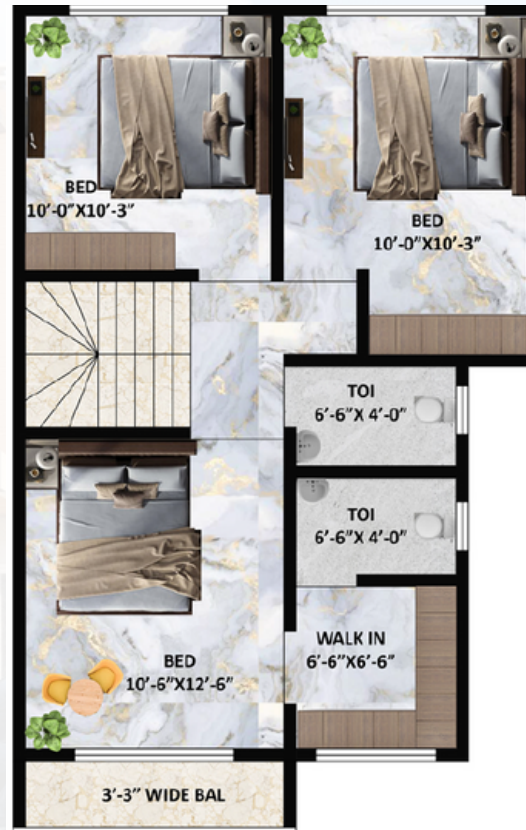 BED
10'-0"X10'-3"
BED
10'-0"X10'-3"
TOI
6'-6"X 4'-0"
TOI
6'-6"X 4'-0"
WALK IN
6'-6"X6'-6"
BED
10'-6"X12'-6"
3'-3" WIDE BAL